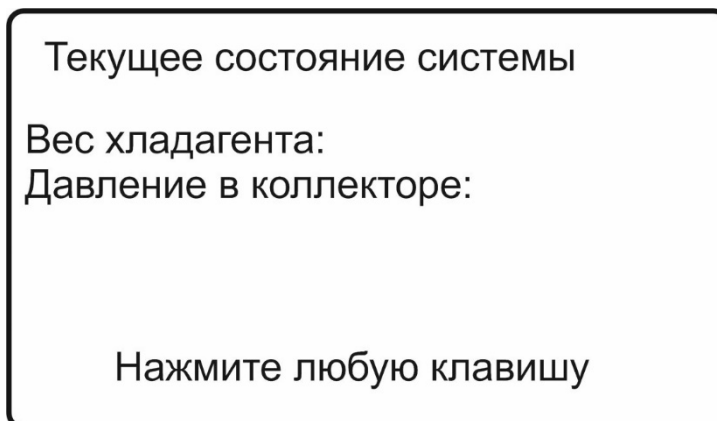 Текущее состояние системы
Вес хладагента:
Давление в коллекторе:
Нажмите любую клавишу